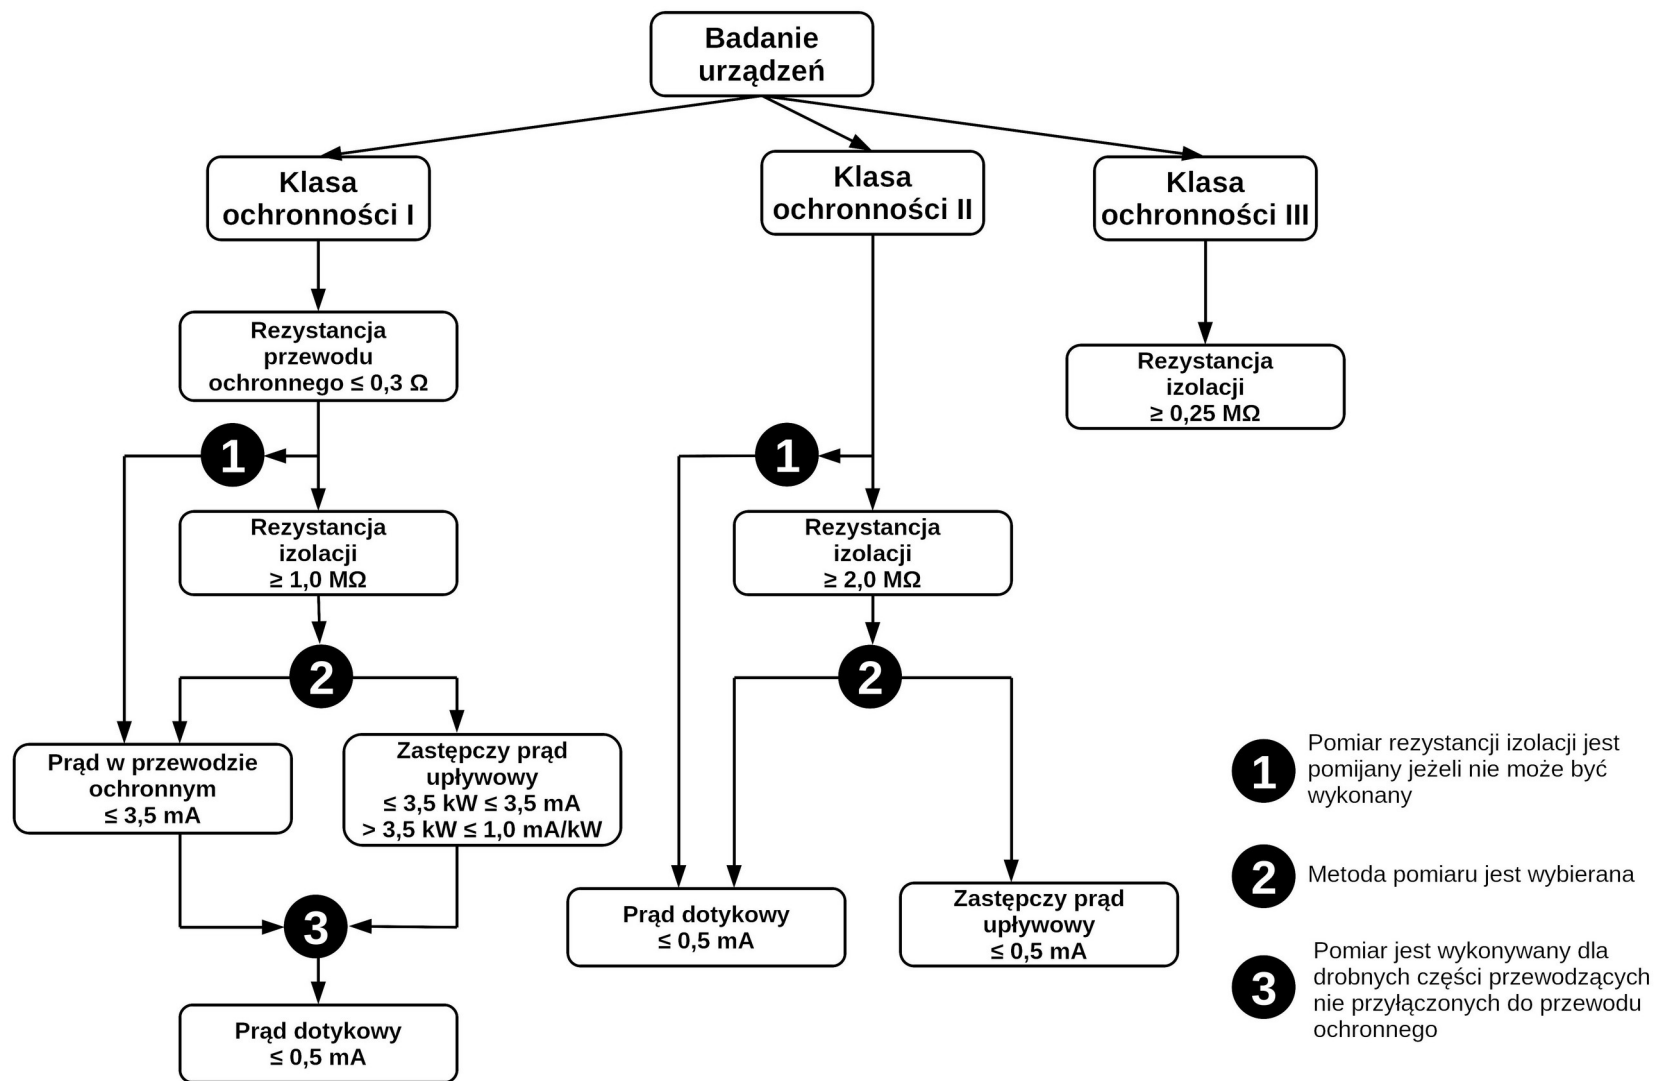 Badanie
urządzeń
Klasa
ochronności I
Klasa
ochronności II
Klasa
ochronności III
Rezystancja
przewodu
ochronnego ≤ 0,3 Ω
Rezystancja
izolacji
≥ 0,25 MΩ
1
1
Rezystancja
izolacji
≥ 1,0 MΩ
Rezystancja
izolacji
≥ 2,0 MΩ
2
2
Prąd w przewodzie
ochronnym
≤ 3,5 mA
Zastępczy prąd
upływowy
≤ 3,5 kW ≤ 3,5 mA
> 3,5 kW ≤ 1,0 mA/kW
3
Prąd dotykowy
≤ 0,5 mA
Zastępczy prąd
upływowy
≤ 0,5 mA
Prąd dotykowy
≤ 0,5 mA
1
Pomiar rezystancji izolacji jest
pomijany jeżeli nie może być
wykonany
2
Metoda pomiaru jest wybierana
3
Pomiar jest wykonywany dla
drobnych części przewodzących
nie przyłączonych do przewodu
ochronnego